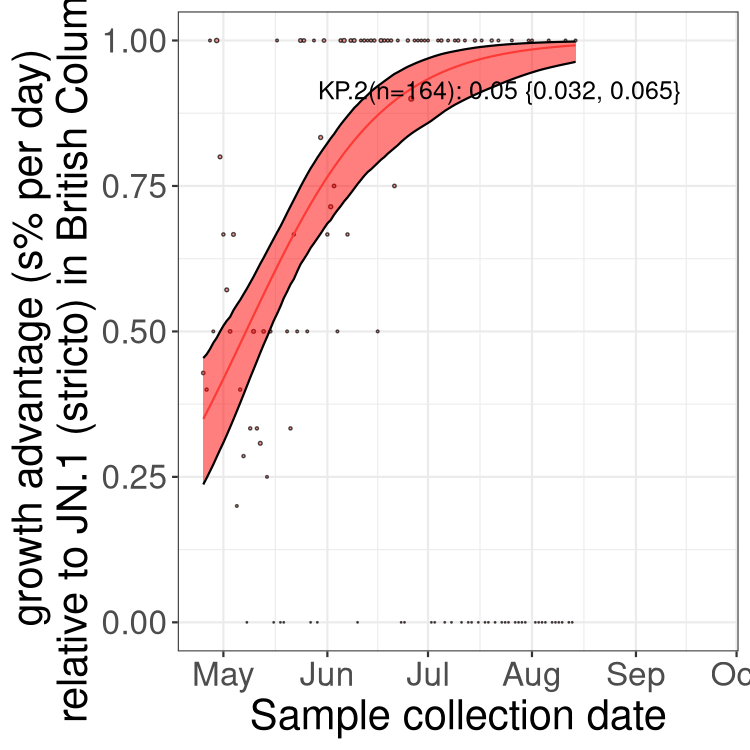 growth advantage (s% per day)
relative to JN.1 (stricto) in British Colum
1.00
0.75
0.50
0.25
0.00
KP.2(n=164): 0.05 {0.032, 0.065}
May Jun Jul Aug Sep Oc
Sample collection date